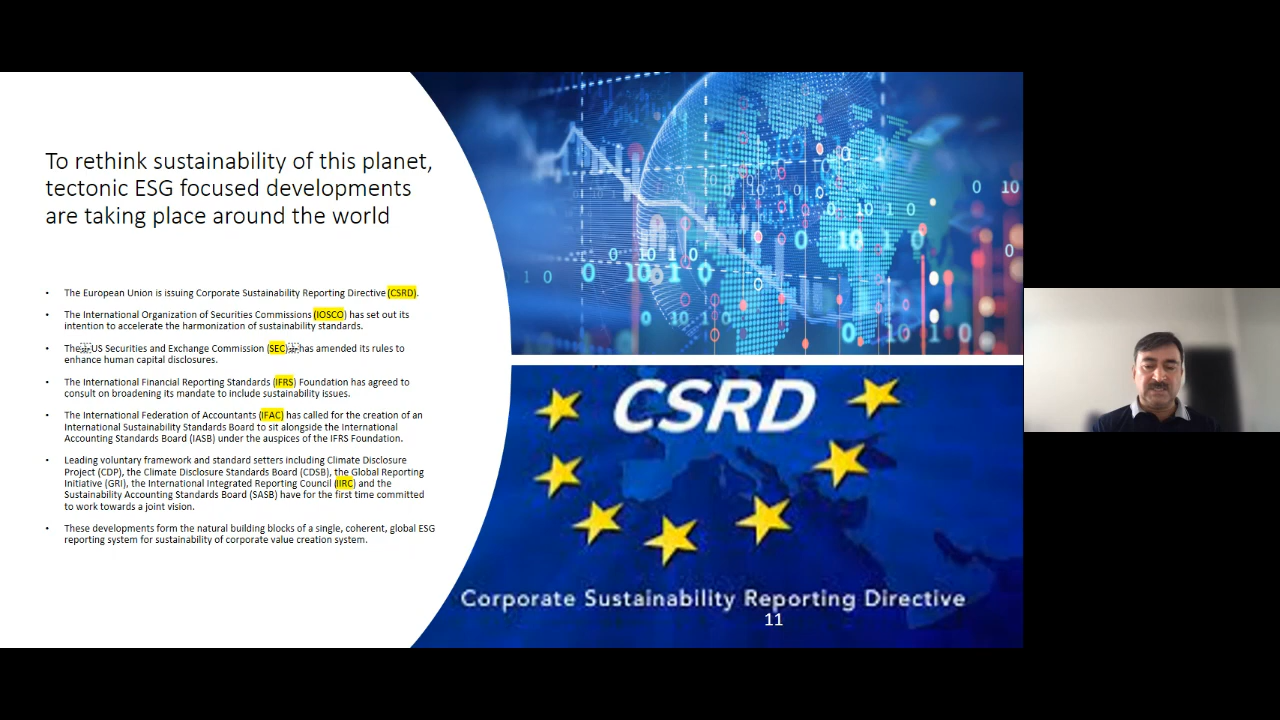 To rethink sustainability of this planet,
tectonic ESG focused developments
are taking place around the world
• The European Union is issuing Corporate Sustainability Reporting Directive (CSRD).
• The International Organization of Securities Commissions (IOSCO) has set out its
intention to accelerate the harmonization of sustainability standards.
• The US Securities and Exchange Commission (SEC) has amended its rules to
enhance human capital disclosures.
• The International Financial Reporting Standards (IFRS) Foundation has agreed to
consult on broadening its mandate to include sustainability issues.
• The International Federation of Accountants (IFAC) has called for the creation of an
International Sustainability Standards Board to sit alongside the International
Accounting Standards Board (IASB) under the auspices of the IFRS Foundation.
• Leading voluntary framework and standard setters including Climate Disclosure
Project (CDP), the Climate Disclosure Standards Board (CDSB), the Global Reporting
Initiative (GRI), the International Integrated Reporting Council (IIRC) and the
Sustainability Accounting Standards Board (SASB) have for the first time committed
to work towards a joint vision.
• These developments form the natural building blocks of a single, coherent, global ESG
reporting system for sustainability of corporate value creation system.
CSRD
Corporate Sustainability Reporting Directive
11